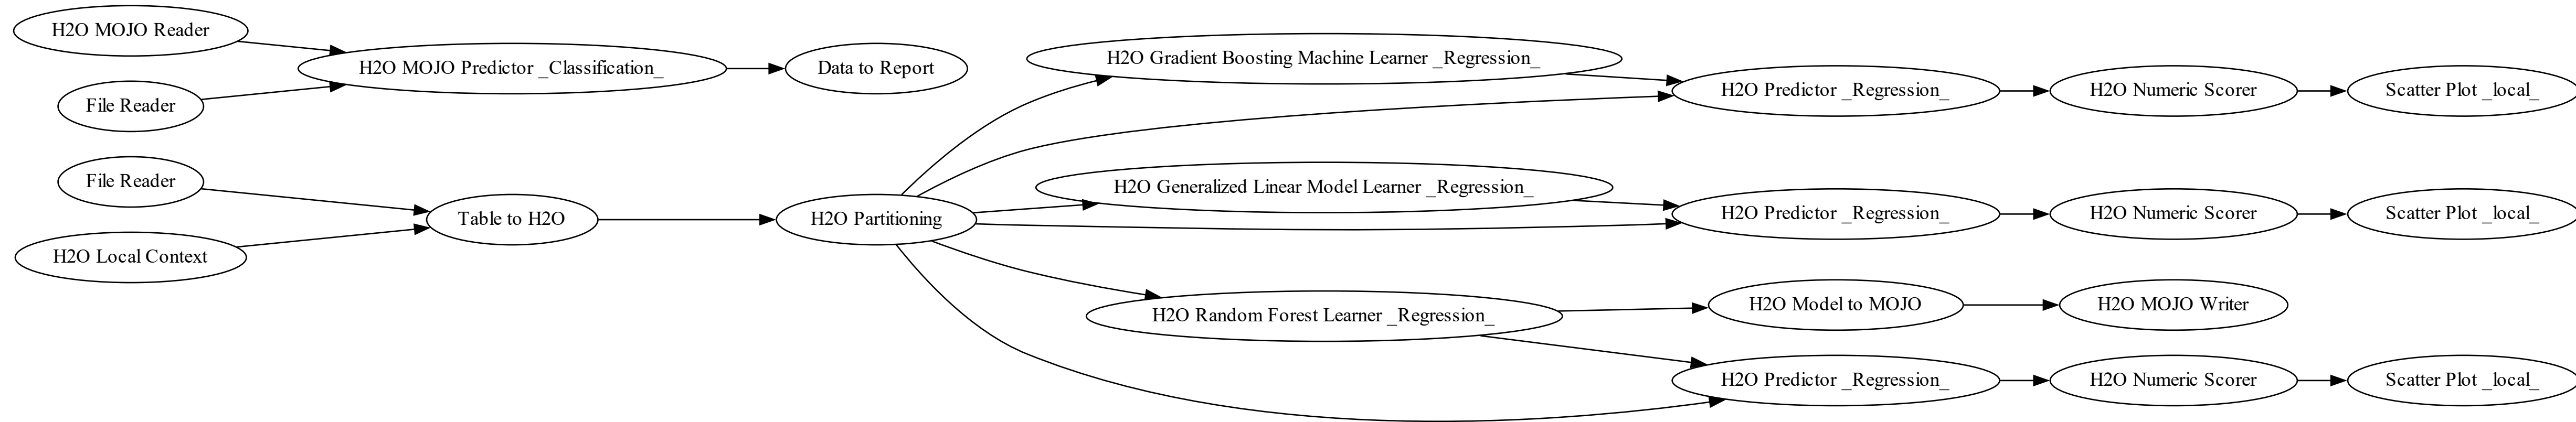 H2O MOJO Reader
File Reader
H2O MOJO Predictor _Classification_
Data to Report
File Reader
H2O Local Context
Table to H2O
H2O Partitioning
H2O Gradient Boosting Machine Learner _Regression_
H2O Predictor _Regression_
H2O Numeric Scorer
Scatter Plot _local_
H2O Generalized Linear Model Learner _Regression_
H2O Predictor _Regression_
H2O Numeric Scorer
Scatter Plot _local_
H2O Random Forest Learner _Regression_
H2O Model to MOJO
H2O MOJO Writer
H2O Predictor _Regression_
H2O Numeric Scorer
Scatter Plot _local_